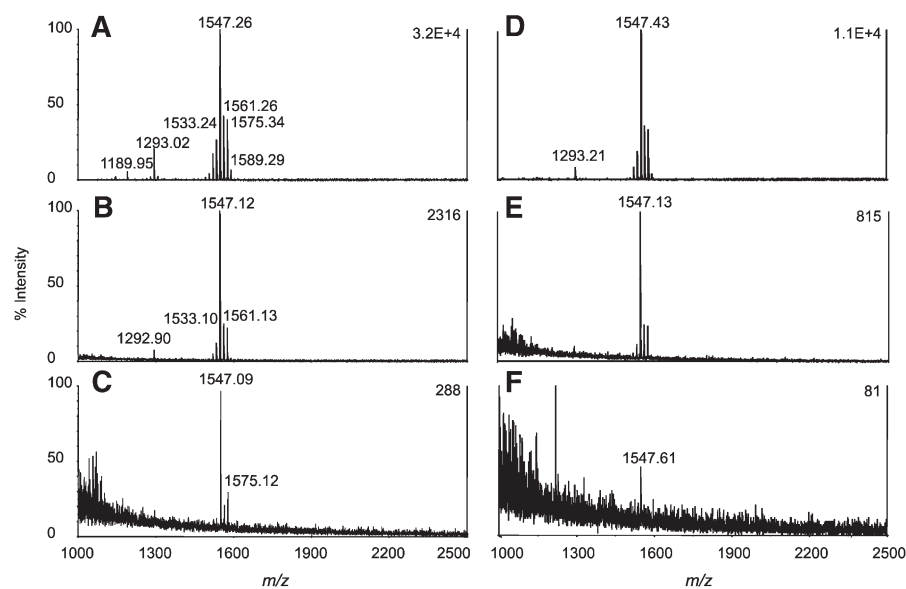 A
1547.26
3.2E+4
100
1561.26
1533.24
1575.34
50
1293.02
1189.95
1589.29
0
D
1547.43
1.1E+4
1293.21
B
1547.12
2316
100
50
1533.10
1561.13
1292.90
0
E
1547.13
815
% Intensity
C
1547.09
288
100
50
1575.12
0
1000 1300 1600 1900 2200 2500
m/z
F
81
1547.61
1000 1300 1600 1900 2200 2500
m/z